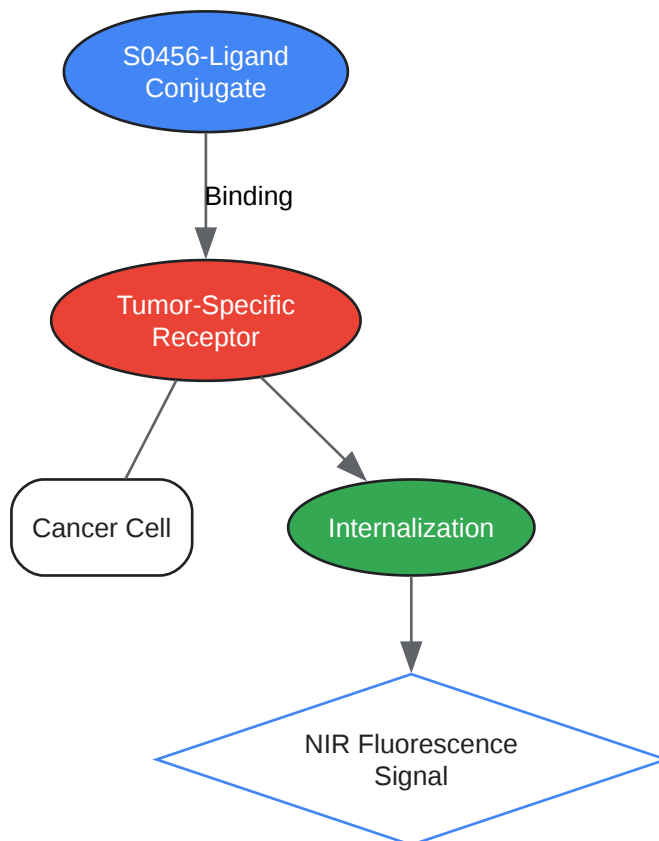 S0456-Ligand
Conjugate
Binding
Tumor-Specific
Receptor
Cancer Cell
Internalization
NIR Fluorescence
Signal